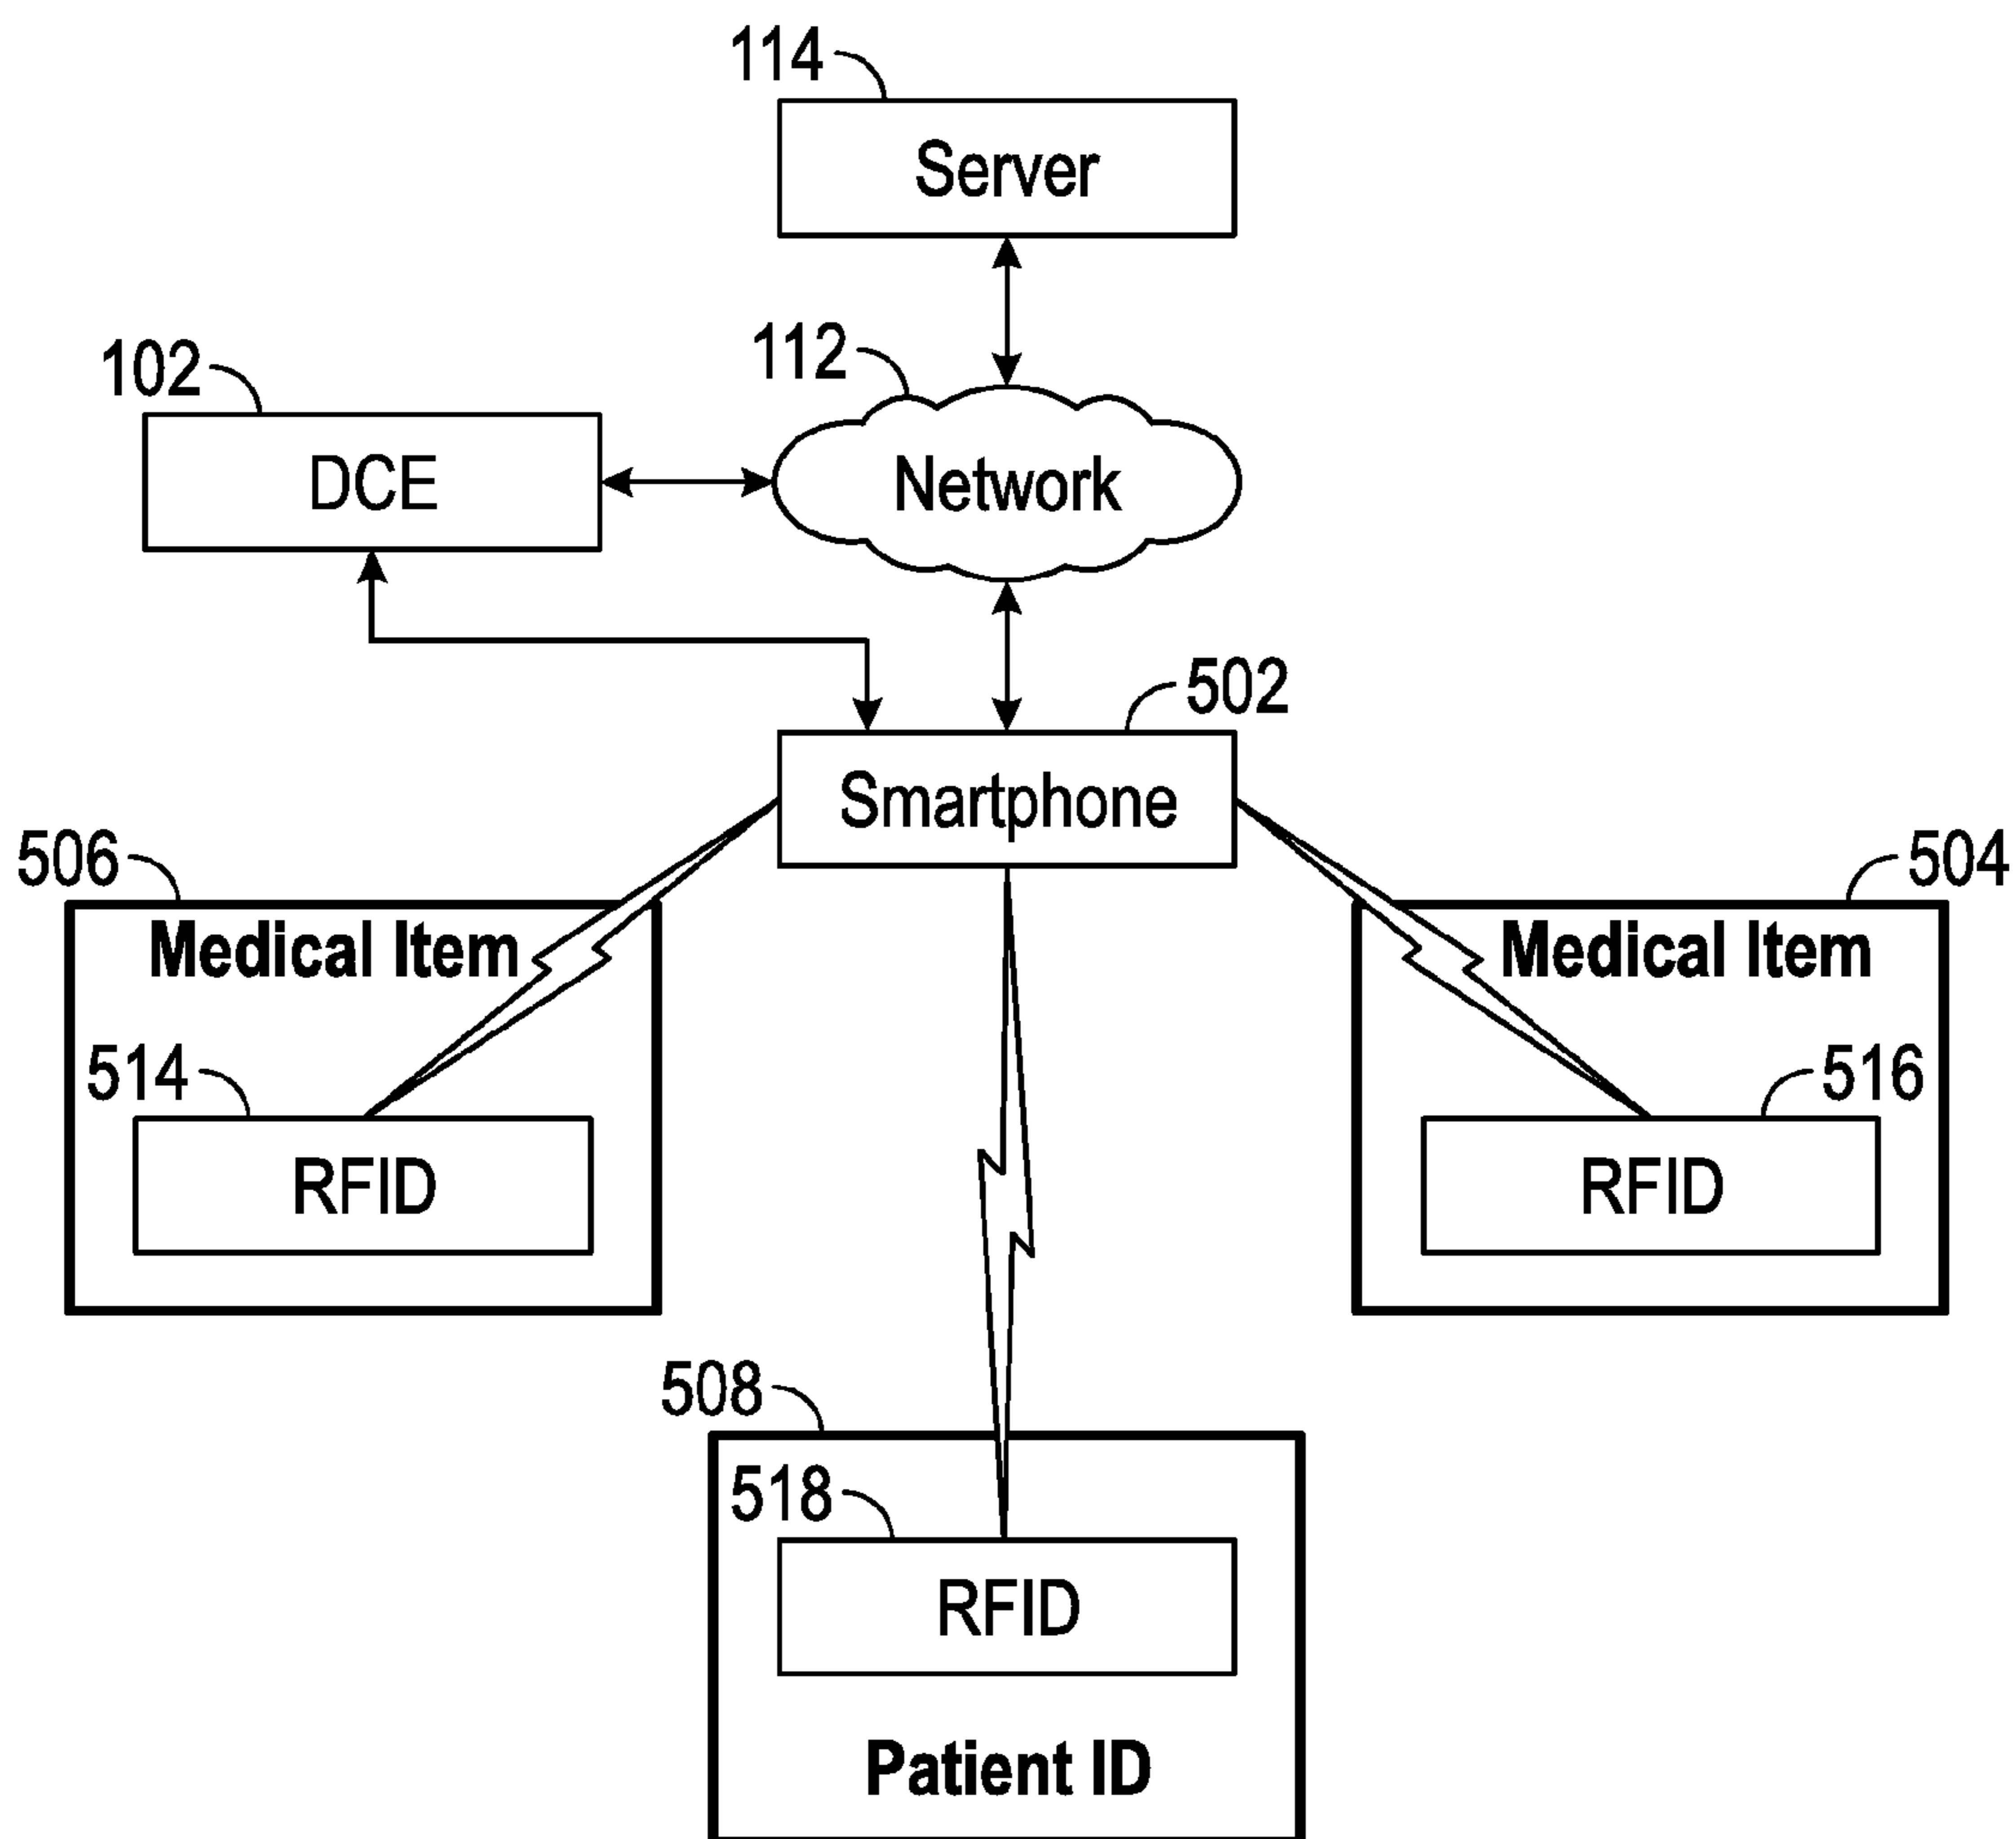 114
Server
112
102
DCE
Network
502
Smartphone
506
504
Medical Item
Medical Item
514
516
RFID
RFID
508
518
RFID
Patient ID